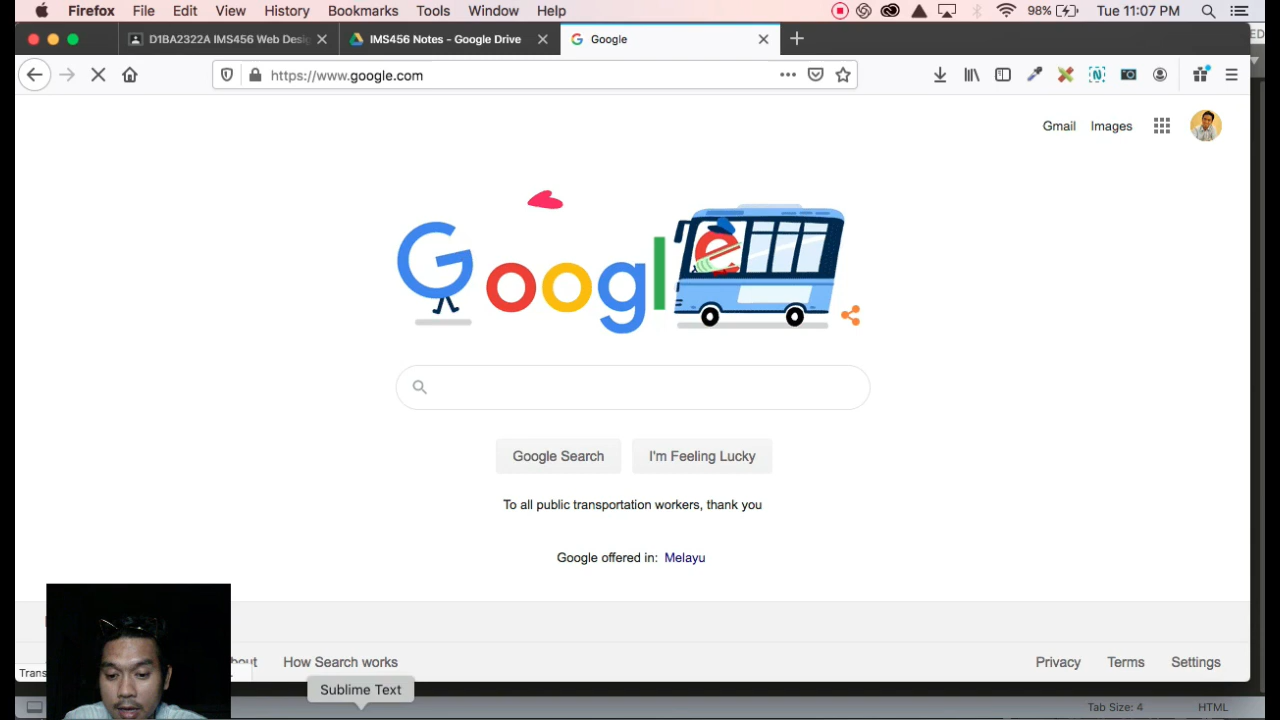 Firefox File Edit View History Bookmarks Tools Window Help 98% Tue 11:07 PM
D1BA2322A IMS456 Web Desig IMS456 Notes - Google Drive Google
https://www.google.com
Gmail Images
Google
Google Search I'm Feeling Lucky
To all public transportation workers, thank you
Google offered in: Melayu
How Search works Privacy Terms Settings
Sublime Text
Tab Size: 4 HTML